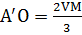 A′O = 2VM/3